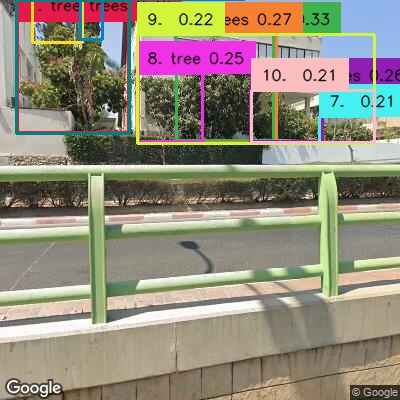 . tree trees
9. 0.22
ees 0.27
0.33
8. tree 0.25
10. 0.21
es 0.26
7. 0.21
Google
Google